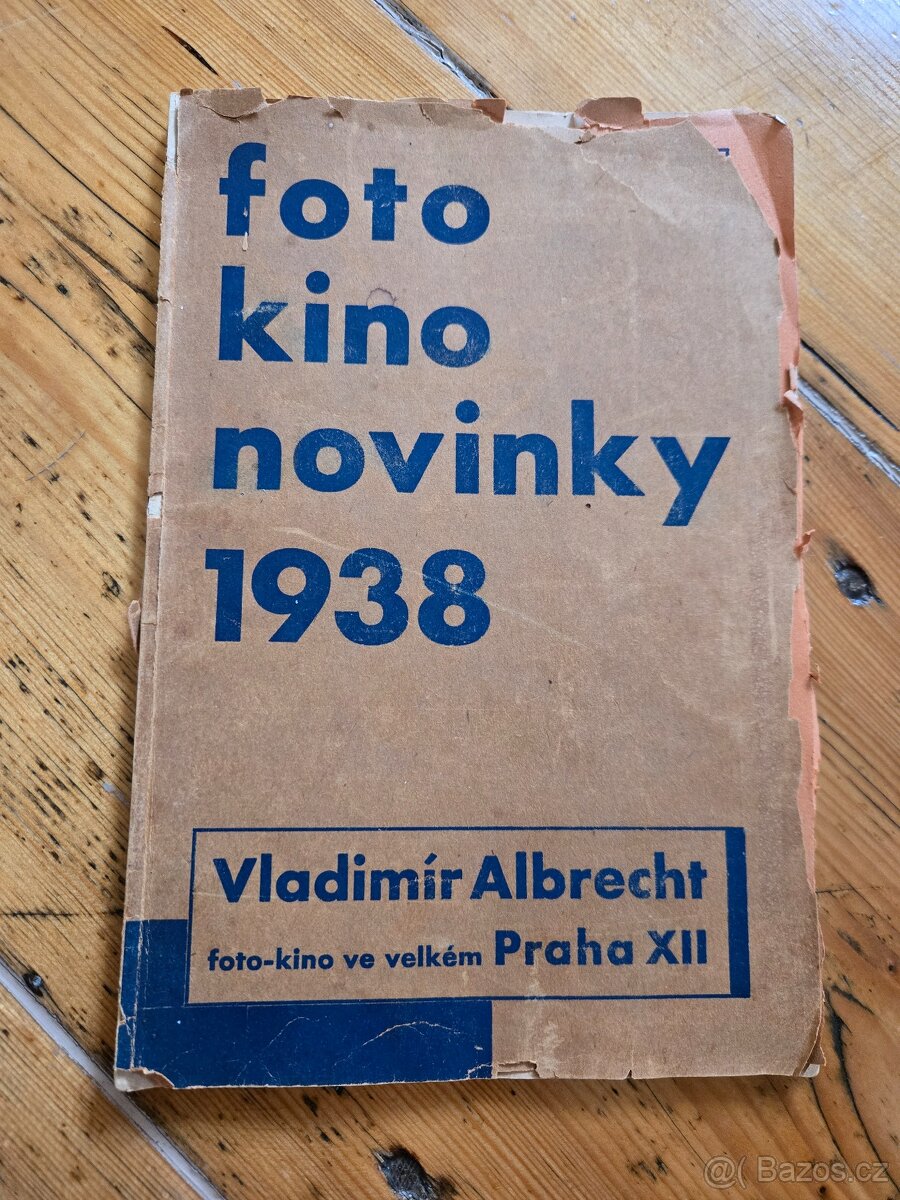 foto
kino
novinky
1938
Vladimír Albrecht
foto-kino ve velkém Praha XII
@( Bazos.cz